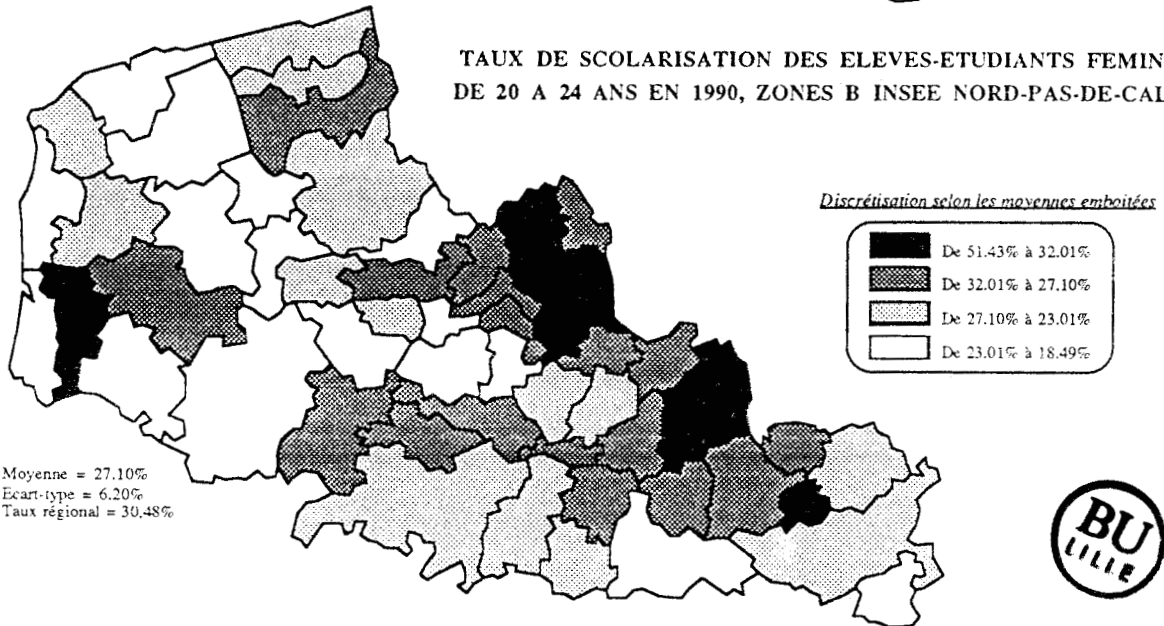 TAUX DE SCOLARISATION DES ELEVES-ETUDIANTS FEMIN
DE 20 A 24 ANS EN 1990, ZONES B INSEE NORD-PAS-DE-CAL
Discrétisation selon les moyennes emboitées
De 51.43% à 32.01%
De 32.01% à 27.10%
De 27.10% à 23.01%
De 23.01% à 18.49%
Moyenne = 27.10%
Ecart-type = 6.20%
Taux régional = 30,48%
BU
LILLE